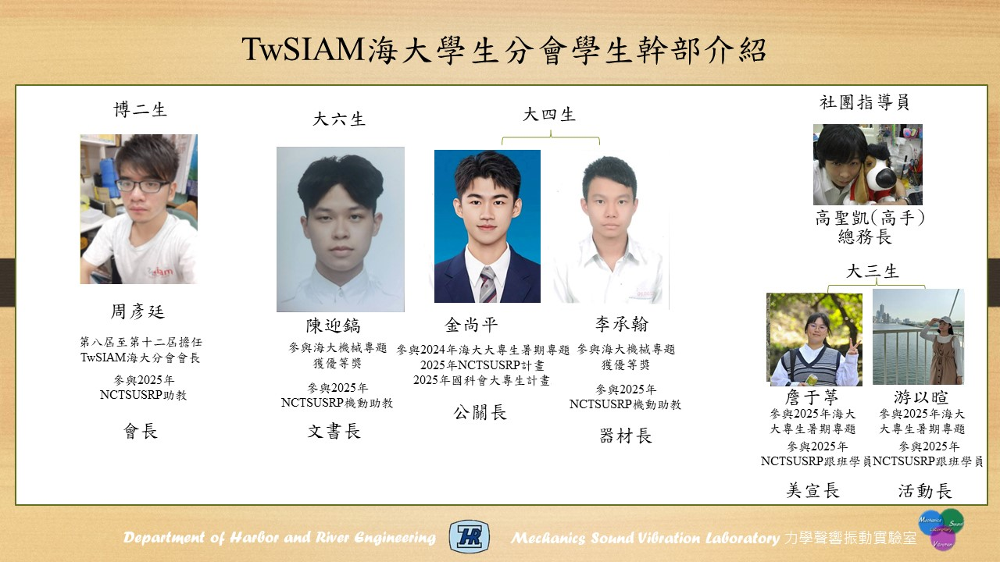 TwSIAM海大學生分會學生幹部介紹
博二生
周彥廷
第八屆至第十二屆擔任
TwSIAM海大分會會長
參與2025年
NCTSUSRP助教
會長
大六生
陳迎鎬
參與海大機械專題
獲優等獎
參與2025年
NCTSUSRP機動助教
文書長
大四生
金尚平
參與2024年海大大專生暑期專題
2025年NCTSUSRP計畫
2025年國科會大專生計畫
公關長
李承翰
參與海大機械專題
獲優等獎
參與2025年
NCTSUSRP機動助教
器材長
社團指導員
高聖凱(高手)
總務長
大三生
詹于葶
參與2025年海大
大專生暑期專題
參與2025年
NCTSUSRP跟班學員
美宣長
游以暄
參與2025年海大
大專生暑期專題
參與2025年
NCTSUSRP跟班學員
活動長
Department of Harbor and River Engineering
HR
Mechanics Sound Vibration Laboratory 力學聲響振動實驗室
Mechanics
Sound
Laboratory
Vibration